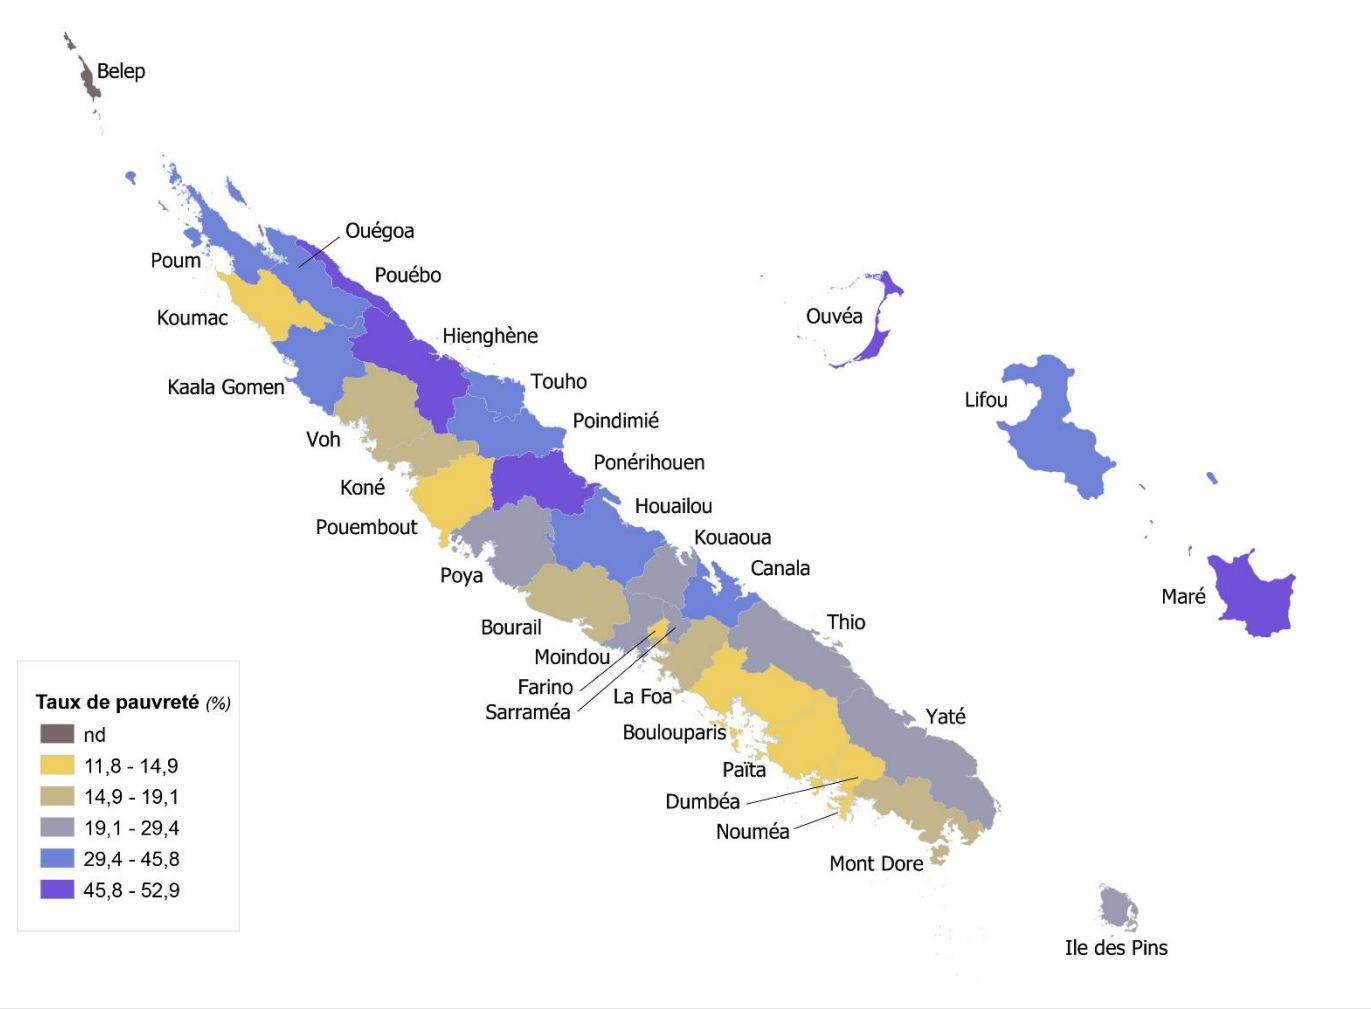 Belep
Ouégoa
Poum
Pouébo
Koumac
Ouvéa
Hienghène
Kaala Gomen
Touho
Lifou
Poindimié
Voh
Ponérihouen
Koné
Houailou
Pouembout
Kouaoua
Canala
Poya
Maré
Thio
Bourail
Moindou
Farino
La Foa
Sarraméa
Yaté
Boulouparis
Païta
Dumbéa
Nouméa
Mont Dore
Ile des Pins
Taux de pauvreté (%)
nd
11,8 - 14,9
14,9 - 19,1
19,1 - 29,4
29,4 - 45,8
45,8 - 52,9